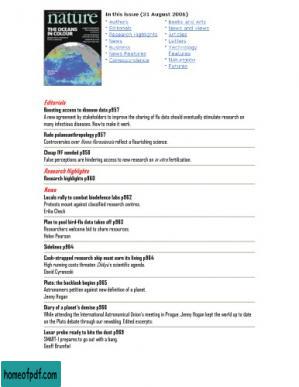 nature
THE OCEANS
IN COLOUR
In this issue (31 August 2006)
• Authors
• Editorials
• Research Highlights
• News
• Business
• News Features
• Correspondence
• Books and Arts
• News and Views
• Articles
• Letters
• Technology
Features
• Naturejobs
• Futures
Editorials
Boosting access to disease data p957
A new agreement by stakeholders to improve the sharing of flu data should eventually stimulate research on
many infectious diseases. Now to make it work.
Rude palaeoanthropology p957
Controversies over Homo floresiensis reflect a flourishing science.
Cheap IVF needed p958
False perceptions are hindering access to new research on in vitro fertilization.
Research Highlights
Research highlights p960
News
Locals rally to combat biodefence labs p962
Protests mount against classified research centres.
Erika Check
Plan to pool bird-flu data takes off p963
Researchers welcome bid to share resources.
Helen Pearson
Sidelines p964
Cash-strapped research ship must earn its living p964
High running costs threaten Chikyu's scientific agenda.
David Cyranoski
Pluto: the backlash begins p965
Astronomers petition against new definition of a planet.
Jenny Hogan
Diary of a planet's demise p966
While attending the International Astronomical Union's meeting in Prague, Jenny Hogan kept the world up to date
on the Pluto debate through our newsblog. Edited excerpts:
Lunar probe ready to bite the dust p969
SMART-1 prepares to go out with a bang.
Geoff Brumfiel
homeofpdf.com